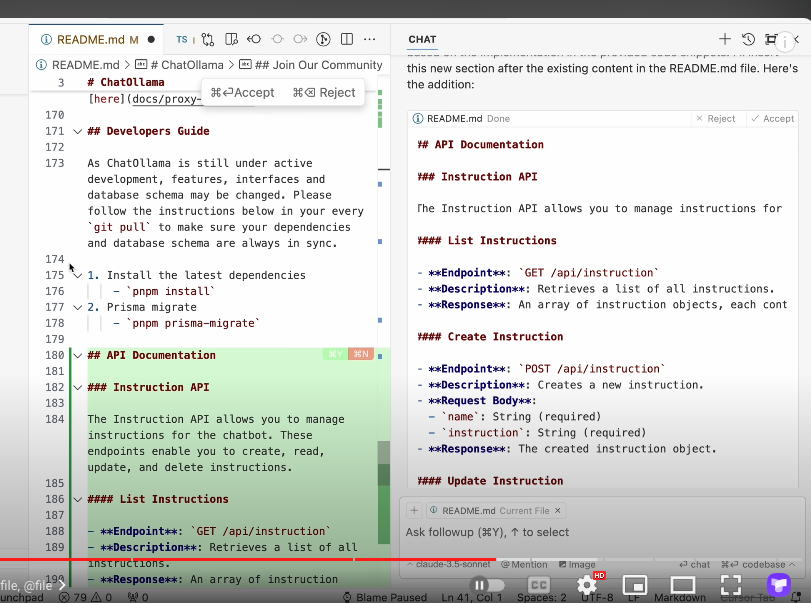 README.md M
TS
README.md > # ChatOllama > ## Join Our Community
3 # ChatOllama
⌘⏎Accept ⌘⌫ Reject
[here](docs/proxy-
170
171 ## Developers Guide
172
173 As ChatOllama is still under active
development, features, interfaces and
database schema may be changed. Please
follow the instructions below in your every
`git pull` to make sure your dependencies
and database schema are always in sync.
174
175 1. Install the latest dependencies
176 - `pnpm install`
177 2. Prisma migrate
178 - `pnpm prisma-migrate`
179
180 ## API Documentation
⌘Y ⌘N
181
182 ### Instruction API
183
184 The Instruction API allows you to manage
instructions for the chatbot. These
endpoints enable you to create, read,
update, and delete instructions.
185
186 #### List Instructions
187
188 - **Endpoint**: `GET /api/instruction`
189 - **Description**: Retrieves a list of all
instructions.
190 - **Response**: An array of instruction
CHAT
this new section after the existing content in the README.md file. Here's
the addition:
README.md Done
Reject Accept
## API Documentation
### Instruction API
The Instruction API allows you to manage instructions for
#### List Instructions
- **Endpoint**: `GET /api/instruction`
- **Description**: Retrieves a list of all instructions.
- **Response**: An array of instruction objects, each cont
#### Create Instruction
- **Endpoint**: `POST /api/instruction`
- **Description**: Creates a new instruction.
- **Request Body**:
- `name`: String (required)
- `instruction`: String (required)
- **Response**: The created instruction object.
#### Update Instruction
README.md Current File
Ask followup (⌘Y), ↑ to select
claude-3.5-sonnet @Mention Image
chat ⌘⏎ codebase
file, @file
CC HD
unchpad 79 0 0
Blame Paused Ln 41, Col 1 Spaces: 2 UTF-8 LF Markdown Cursor Tab